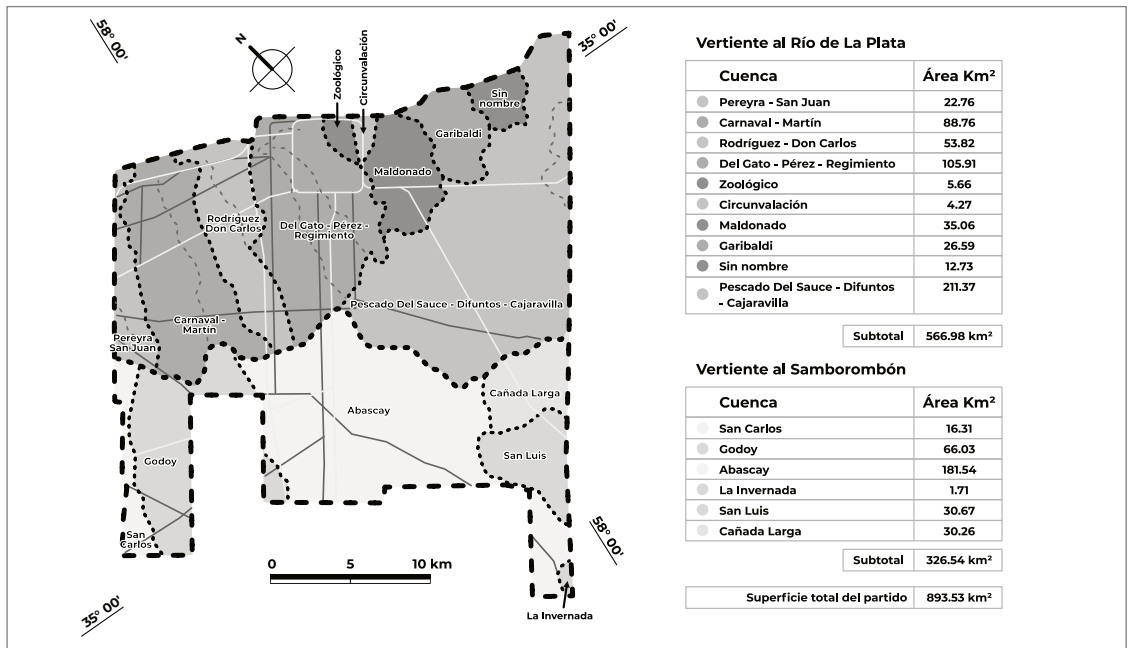 58° 00'
35° 00'
N
Zoológico
Circunvalación
Sin
nombre
Garibaldi
Maldonado
Rodríguez
Don Carlos
Del Gato - Pérez -
Regimiento
Pescado Del Sauce - Difuntos - Cajaravilla
Carnaval -
Martín
Pereyra
San Juan
Cañada Larga
Abascay
San Luis
Godoy
San
Carlos
58° 00'
0 5 10 km
35° 00'
La Invernada
Vertiente al Río de La Plata
Cuenca Área Km²
Pereyra - San Juan 22.76
Carnaval - Martín 88.76
Rodríguez - Don Carlos 53.82
Del Gato - Pérez - Regimiento 105.91
Zoológico 5.66
Circunvalación 4.27
Maldonado 35.06
Garibaldi 26.59
Sin nombre 12.73
Pescado Del Sauce - Difuntos 211.37
- Cajaravilla
Subtotal 566.98 km²
Vertiente al Samborombón
Cuenca Área Km²
San Carlos 16.31
Godoy 66.03
Abascay 181.54
La Invernada 1.71
San Luis 30.67
Cañada Larga 30.26
Subtotal 326.54 km²
Superficie total del partido 893.53 km²